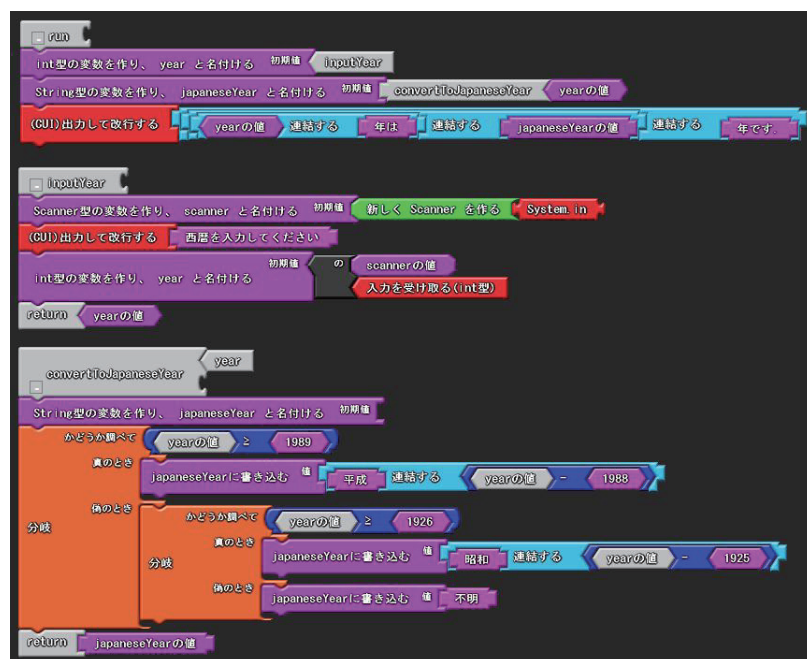 run
int型の変数を作り、 year と名付ける 初期値 inputYear
String型の変数を作り、 japaneseYear と名付ける 初期値 convertToJapaneseYear yearの値
(CUI)出力して改行する yearの値 連結する 年は 連結する japaneseYearの値 連結する 年です.
inputYear
Scanner型の変数を作り、 scanner と名付ける 初期値 新しく Scanner を作る System.in
(CUI)出力して改行する 西暦を入力してください
int型の変数を作り、 year と名付ける 初期値 の scannerの値
入力を受け取る(int型)
return yearの値
convertToJapaneseYear year
String型の変数を作り、 japaneseYear と名付ける 初期値
分岐 かどうか調べて yearの値 ≥ 1989
真のとき japaneseYearに書き込む 値 平成 連結する yearの値 - 1988
偽のとき 分岐 かどうか調べて yearの値 ≥ 1926
真のとき japaneseYearに書き込む 値 昭和 連結する yearの値 - 1925
偽のとき japaneseYearに書き込む 値 不明
return japaneseYearの値